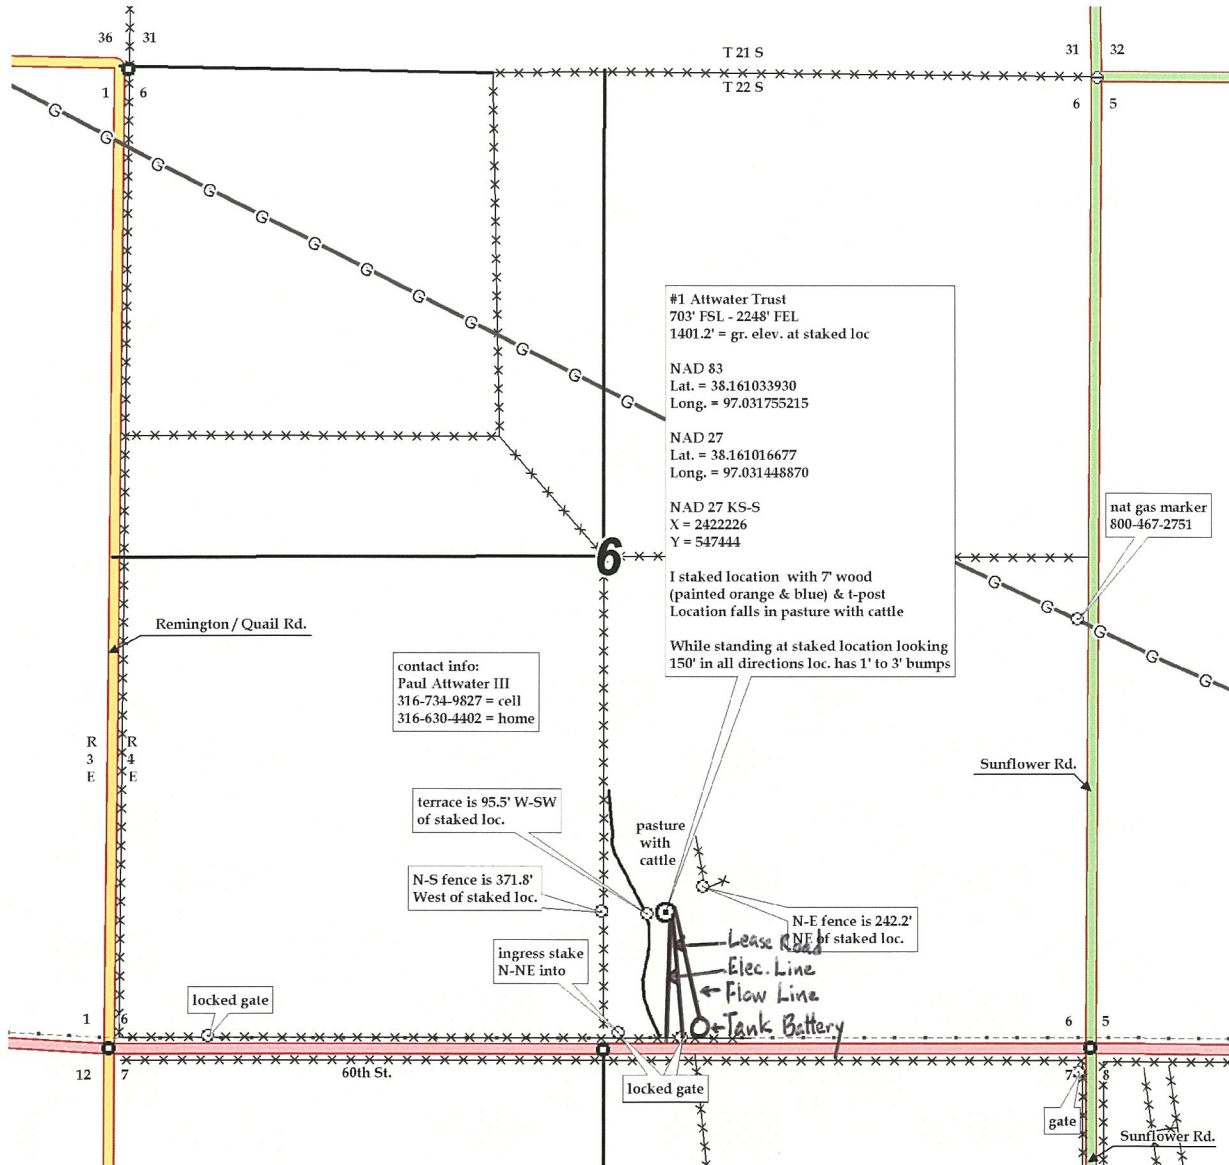 36 31
T 21 S
31 32
1 6
T 22 S
6 5
G G G G G G G G G G G G
#1 Attwater Trust
703' FSL - 2248' FEL
1401.2' = gr. elev. at staked loc
NAD 83
Lat. = 38.161033930
Long. = 97.031755215
NAD 27
Lat. = 38.161016677
Long. = 97.031448870
NAD 27 KS-S
X = 2422226
Y = 547444
I staked location with 7' wood
(painted orange & blue) & t-post
Location falls in pasture with cattle
While standing at staked location looking
150' in all directions loc. has 1' to 3' bumps
nat gas marker
800-467-2751
6
G G G G G
Remington / Quail Rd.
contact info:
Paul Attwater III
316-734-9827 = cell
316-630-4402 = home
R R
3 4
E E
Sunflower Rd.
terrace is 95.5' W-SW
of staked loc.
pasture
with
cattle
N-S fence is 371.8'
West of staked loc.
N-E fence is 242.2'
NE of staked loc.
Lease Road
ingress stake
N-NE into
Elec. Line
Flow Line
locked gate
Tank Battery
1 6
6 5
12 7
60th St.
locked gate
7 8
gate
Sunflower Rd.